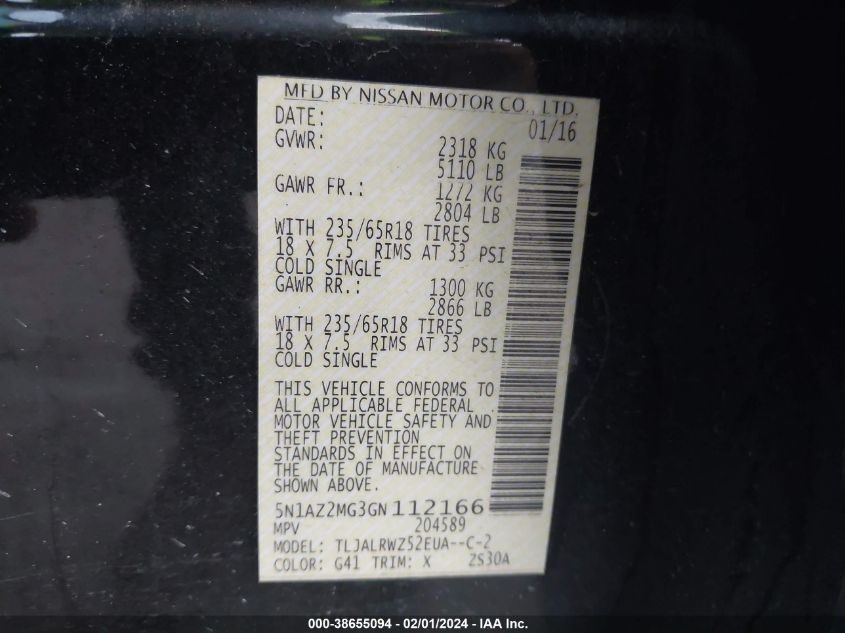 MFD BY NISSAN MOTOR CO., LTD.
DATE: 01/16
GVWR: 2318 KG
5110 LB
GAWR FR.: 1272 KG
2804 LB
WITH 235/65R18 TIRES
18 X 7.5 RIMS AT 33 PSI
COLD SINGLE
GAWR RR.: 1300 KG
2866 LB
WITH 235/65R18 TIRES
18 X 7.5 RIMS AT 33 PSI
COLD SINGLE
THIS VEHICLE CONFORMS TO
ALL APPLICABLE FEDERAL
MOTOR VEHICLE SAFETY AND
THEFT PREVENTION
STANDARDS IN EFFECT ON
THE DATE OF MANUFACTURE
SHOWN ABOVE.
5N1AZ2MG3GN112166
MPV 204589
MODEL: TLJALRWZ52EUA--C-2
COLOR: G41 TRIM: X ZS30A
000-38655094 - 02/01/2024 - IAA Inc.